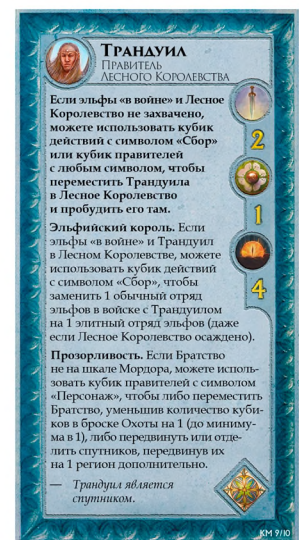 Трандуил
Правитель
Лесного Королевства
Если эльфы «в войне» и Лесное
Королевство не захвачено,
можете использовать кубик
действий с символом «Сбор»
или кубик правителей
с любым символом, чтобы
переместить Трандуила
в Лесное Королевство
и пробудить его там.
2
1
4
Эльфийский король. Если
эльфы «в войне» и Трандуил
в Лесном Королевстве, можете
использовать кубик действий
с символом «Сбор», чтобы
заменить 1 обычный отряд
эльфов в войске с Трандуилом
на 1 элитный отряд эльфов (даже
если Лесное Королевство осаждено).
Прозорливость. Если Братство
не на шкале Мордора, можете исполь-
зовать кубик правителей с символом
«Персонаж», чтобы либо переместить
Братство, уменьшив количество куби-
ков в броске Охоты на 1 (до миниму-
ма в 1), либо передвинуть или отде-
лить спутников, передвинув их
на 1 регион дополнительно.
— Трандуил является
спутником.
КМ 9/10